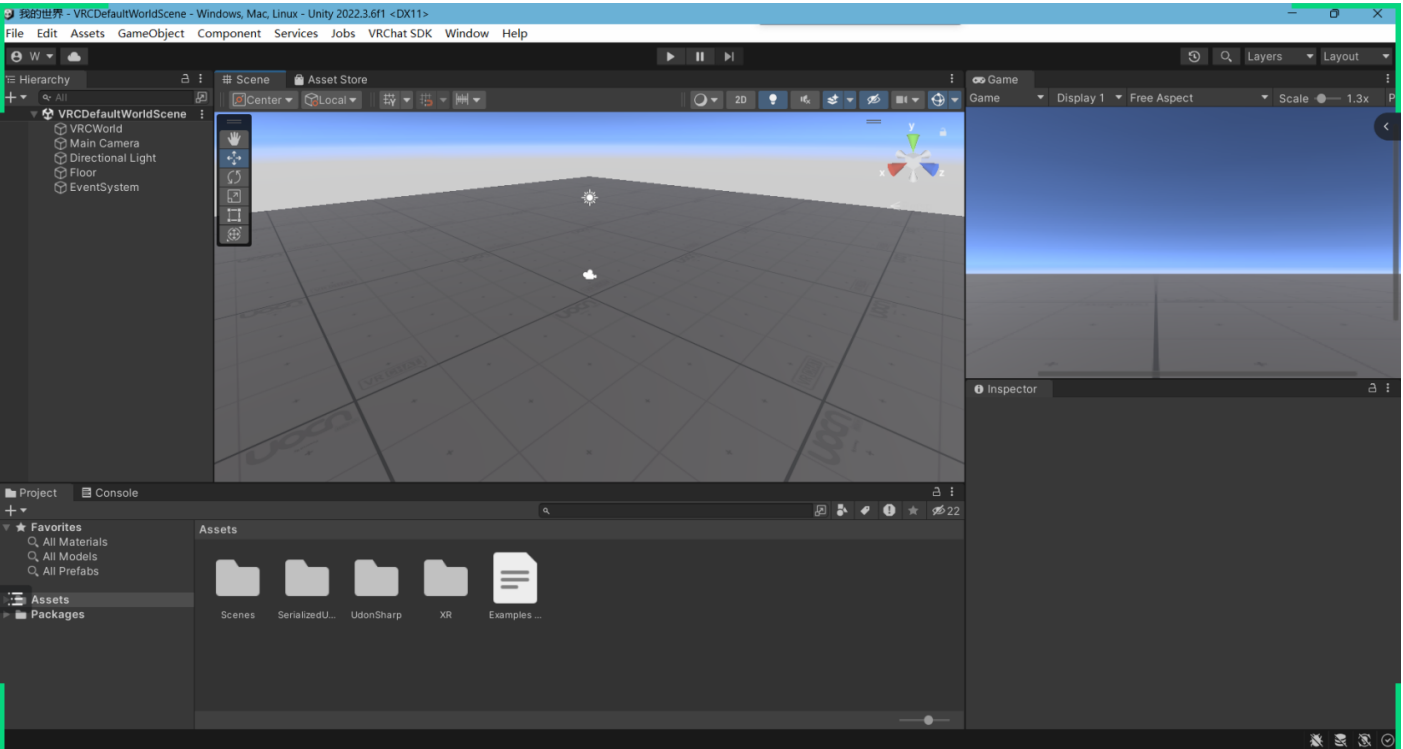 我的世界 - VRCDefaultWorldScene - Windows, Mac, Linux - Unity 2022.3.6f1 <DX11>
File Edit Assets GameObject Component Services Jobs VRChat SDK Window Help
W
Layers Layout
Hierarchy
All
VRCDefaultWorldScene
VRCWorld
Main Camera
Directional Light
Floor
EventSystem
Scene Asset Store
Center Local 2D
y
x z
Game
Game Display 1 Free Aspect Scale 1.3x P
Inspector
Project Console
22
Favorites
All Materials
All Models
All Prefabs
Assets
Packages
Assets
Scenes SerializedU... UdonSharp XR Examples ...